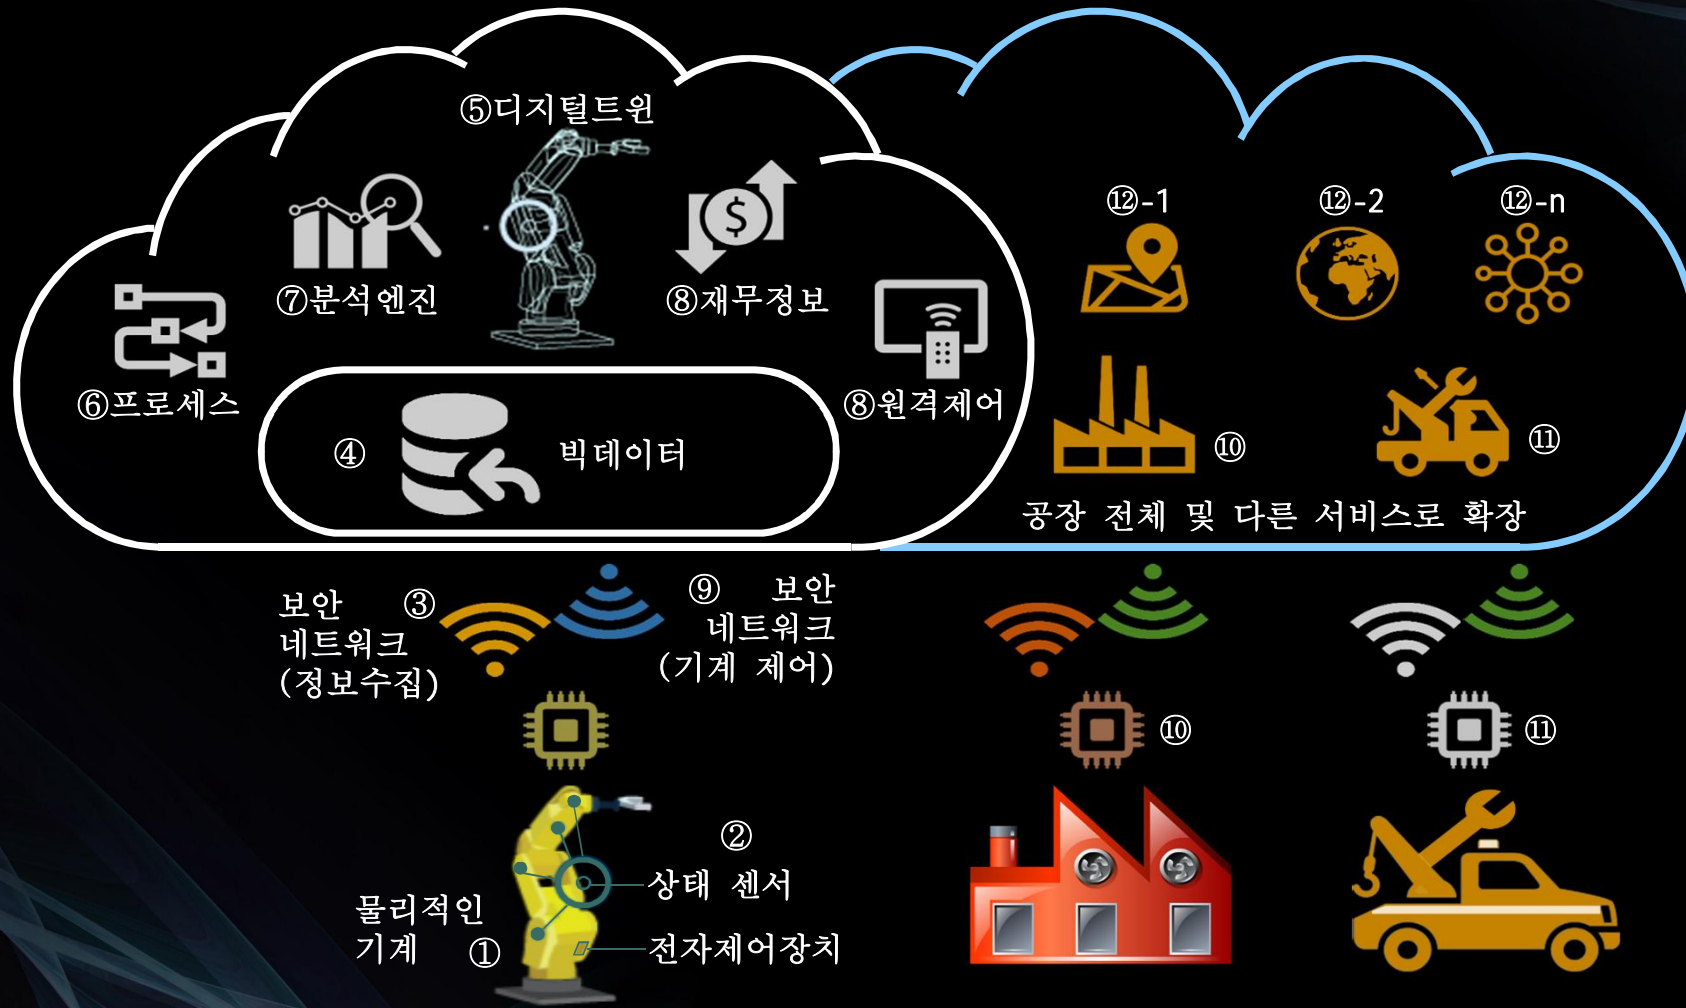 ⑤디지털트윈
⑦분석엔진
⑧재무정보
⑥프로세스
⑧원격제어
④ 빅데이터
⑫-1
⑫-2
⑫-n
⑩
⑪
공장 전체 및 다른 서비스로 확장
보안 ③
네트워크
(정보수집)
⑨ 보안
네트워크
(기계 제어)
⑩
⑪
②
상태 센서
물리적인
기계 ①
전자제어장치